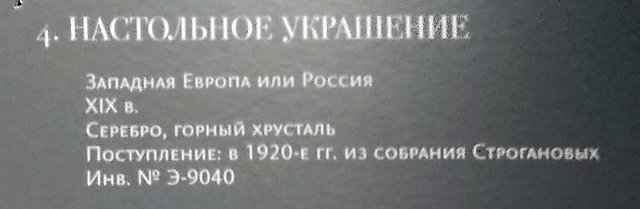 4. НАСТОЛЬНОЕ УКРАШЕНИЕ
Западная Европа или Россия
XIX в.
Серебро, горный хрусталь
Поступление: в 1920-е гг. из собрания Строгановых
Инв. № Э-9040